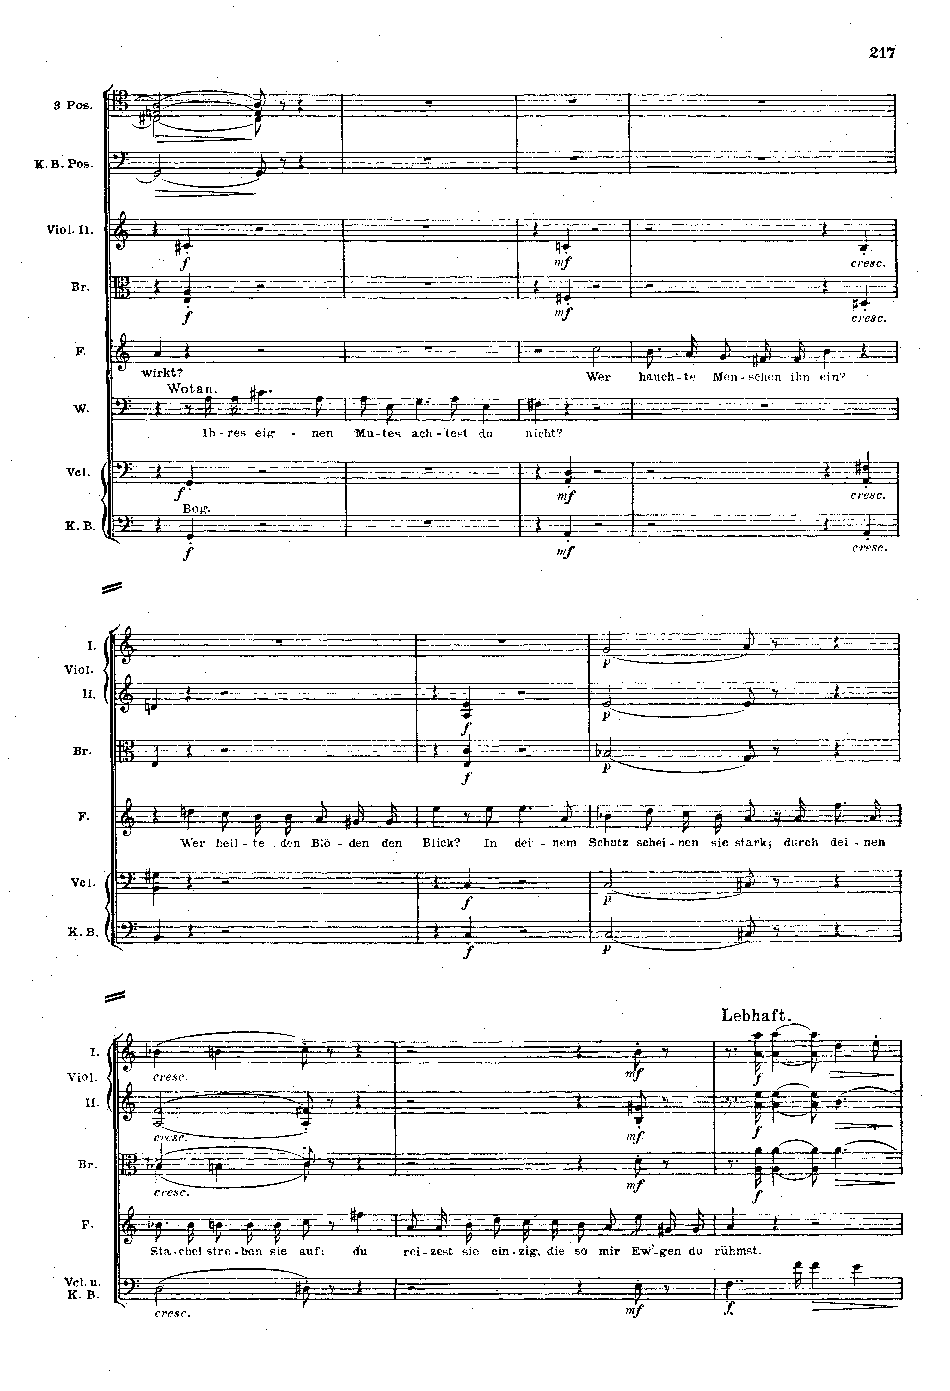 217
3 Pos.
K. B. Pos.
Viol. II.
f mf cresc.
Br.
f mf cresc.
F.
wirkt? Wer hauch-te Men-schen ihn ein?
Wotan.
W.
Ih-res eig-nen Mu-tes ach-test du nicht?
Vcl.
f mf cresc.
Bog.
K. B.
f mf cresc.
I.
p
Viol.
II.
f p
Br.
f p
F.
Wer heil-te den Blö-den den Blick? In dei-nem Schutz schei-nen sie stark; durch dei-nen
Vcl.
f p
K. B.
f p
Lebhaft.
I.
cresc. mf f
Viol.
II.
cresc. mf f
Br.
cresc. mf f
F.
Sta-chel stre-ben sie auf: du rei-zest sie ein-zig, die so mir Ew'-gen du rühmst.
Vcl. u.
K. B.
cresc. mf f